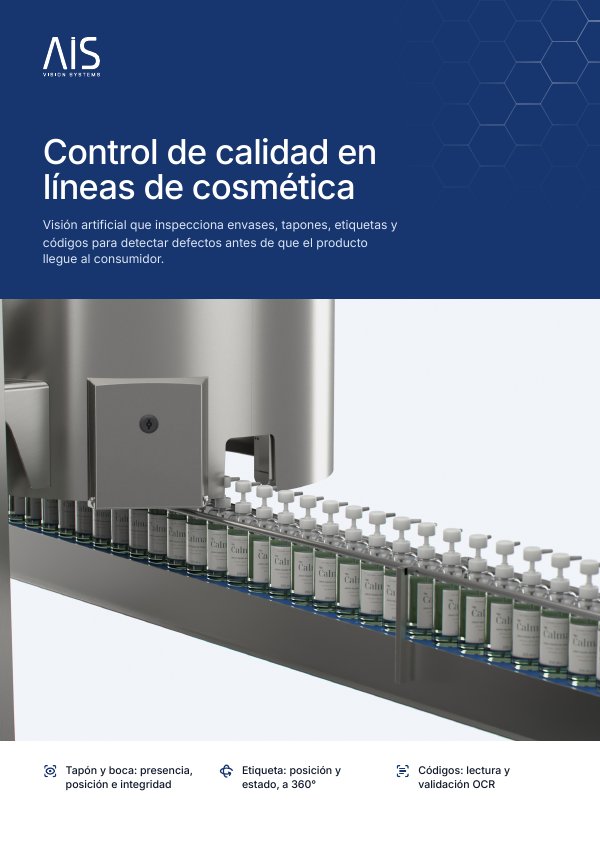 AIS
VISION SYSTEMS
Control de calidad en
líneas de cosmética
Visión artificial que inspecciona envases, tapones, etiquetas y
códigos para detectar defectos antes de que el producto
llegue al consumidor.
Calma
Tapón y boca: presencia,
posición e integridad
Etiqueta: posición y
estado, a 360°
Códigos: lectura y
validación OCR